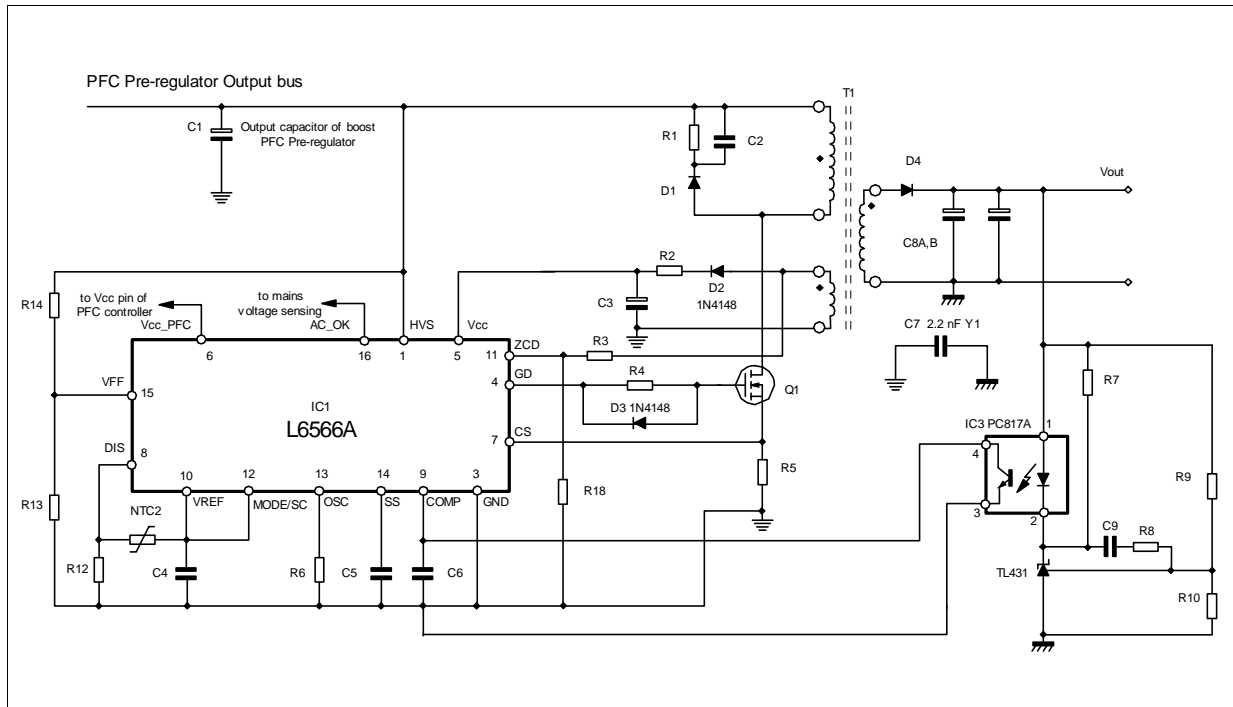 PFC Pre-regulator Output bus
T1
C1
Output capacitor of boost
PFC Pre-regulator
R1
C2
D1
D4
Vout
C8A,B
R14
to Vcc pin of
PFC controller
to mains
voltage sensing
R2
D2
1N4148
C3
C7 2.2 nF Y1
Vcc_PFC
AC_OK
HVS
Vcc
6
16
1
5
ZCD
11
R3
GD
4
R4
D3 1N4148
Q1
R7
VFF
15
IC1
L6566A
CS
7
IC3 PC817A
1
4
DIS
8
R5
R9
10
12
13
14
9
3
VREF
MODE/SC
OSC
SS
COMP
GND
R13
R18
3
2
NTC2
C9
R8
R12
C4
R6
C5
C6
TL431
R10